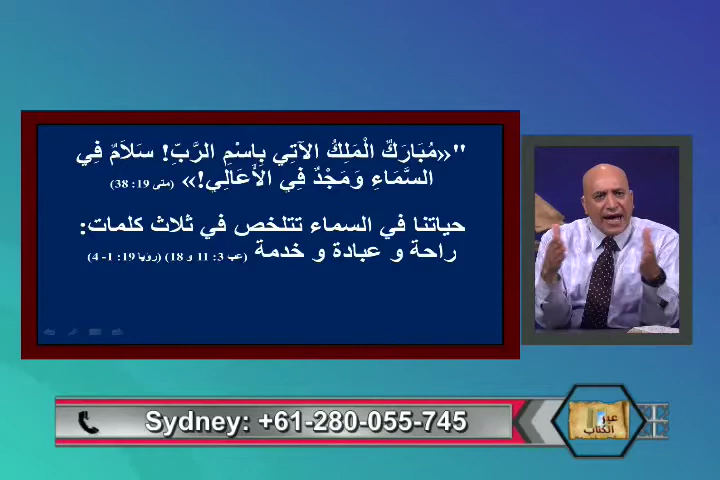 "«مُبَارَكٌ الْمَلِكُ الآتِي بِاسْمِ الرَّبِّ! سَلاَمٌ فِي
السَّمَاءِ وَمَجْدٌ فِي الأَعَالِي!» (متى 19: 38)
حياتنا في السماء تتلخص في ثلاث كلمات:
راحة و عبادة و خدمة (عب 3: 11 و 18) (رؤيا 19: 1- 4)
Sydney: +61-280-055-745
عبر
الكتاب